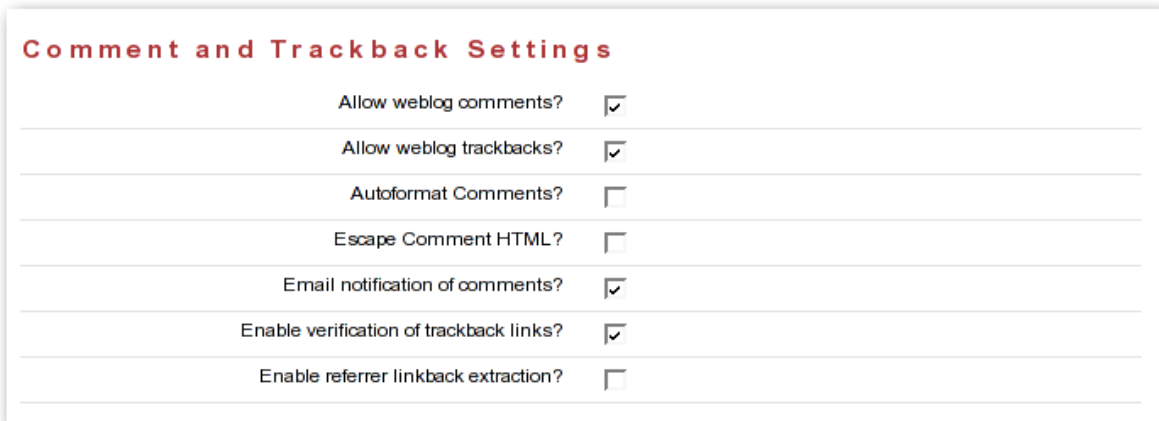 Comment and Trackback Settings
Allow weblog comments?
Allow weblog trackbacks?
Autoformat Comments?
Escape Comment HTML?
Email notification of comments?
Enable verification of trackback links?
Enable referrer linkback extraction?